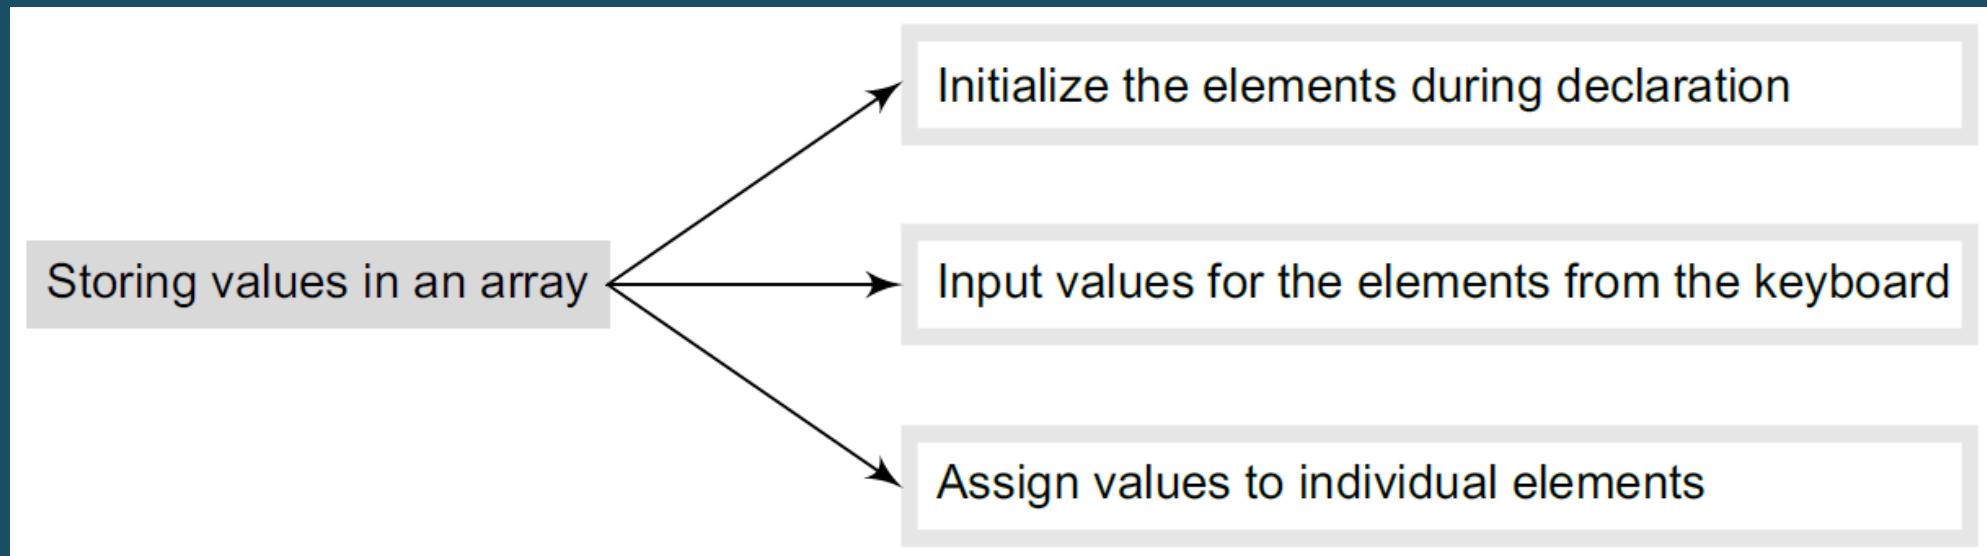 Initialize the elements during declaration
Storing values in an array
Input values for the elements from the keyboard
Assign values to individual elements